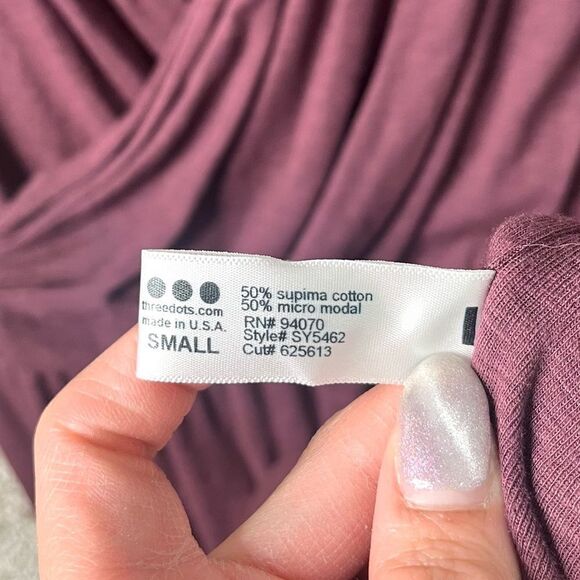 threedots.com
made in U.S.A.
SMALL
50% supima cotton
50% micro modal
RN# 94070
Style# SY5462
Cut# 625613